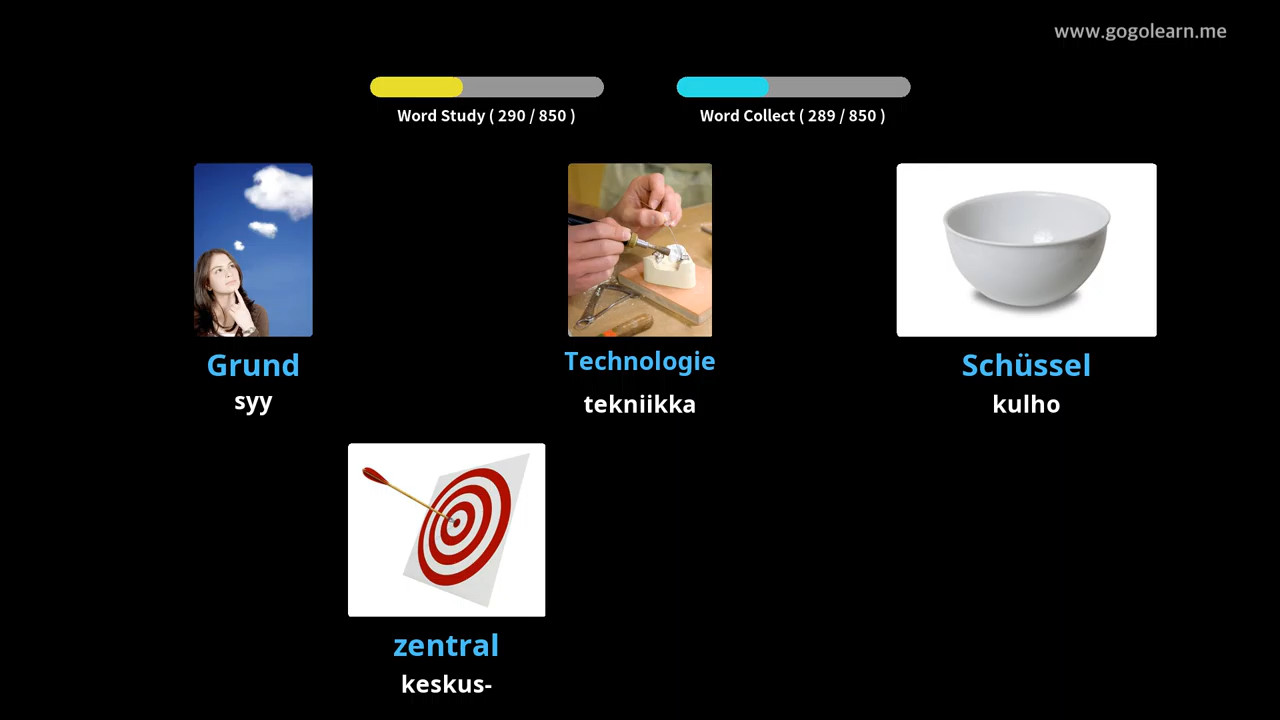 www.gogolearn.me
Word Study ( 290 / 850 )
Word Collect ( 289 / 850 )
Grund
syy
Technologie
tekniikka
Schüssel
kulho
zentral
keskus-